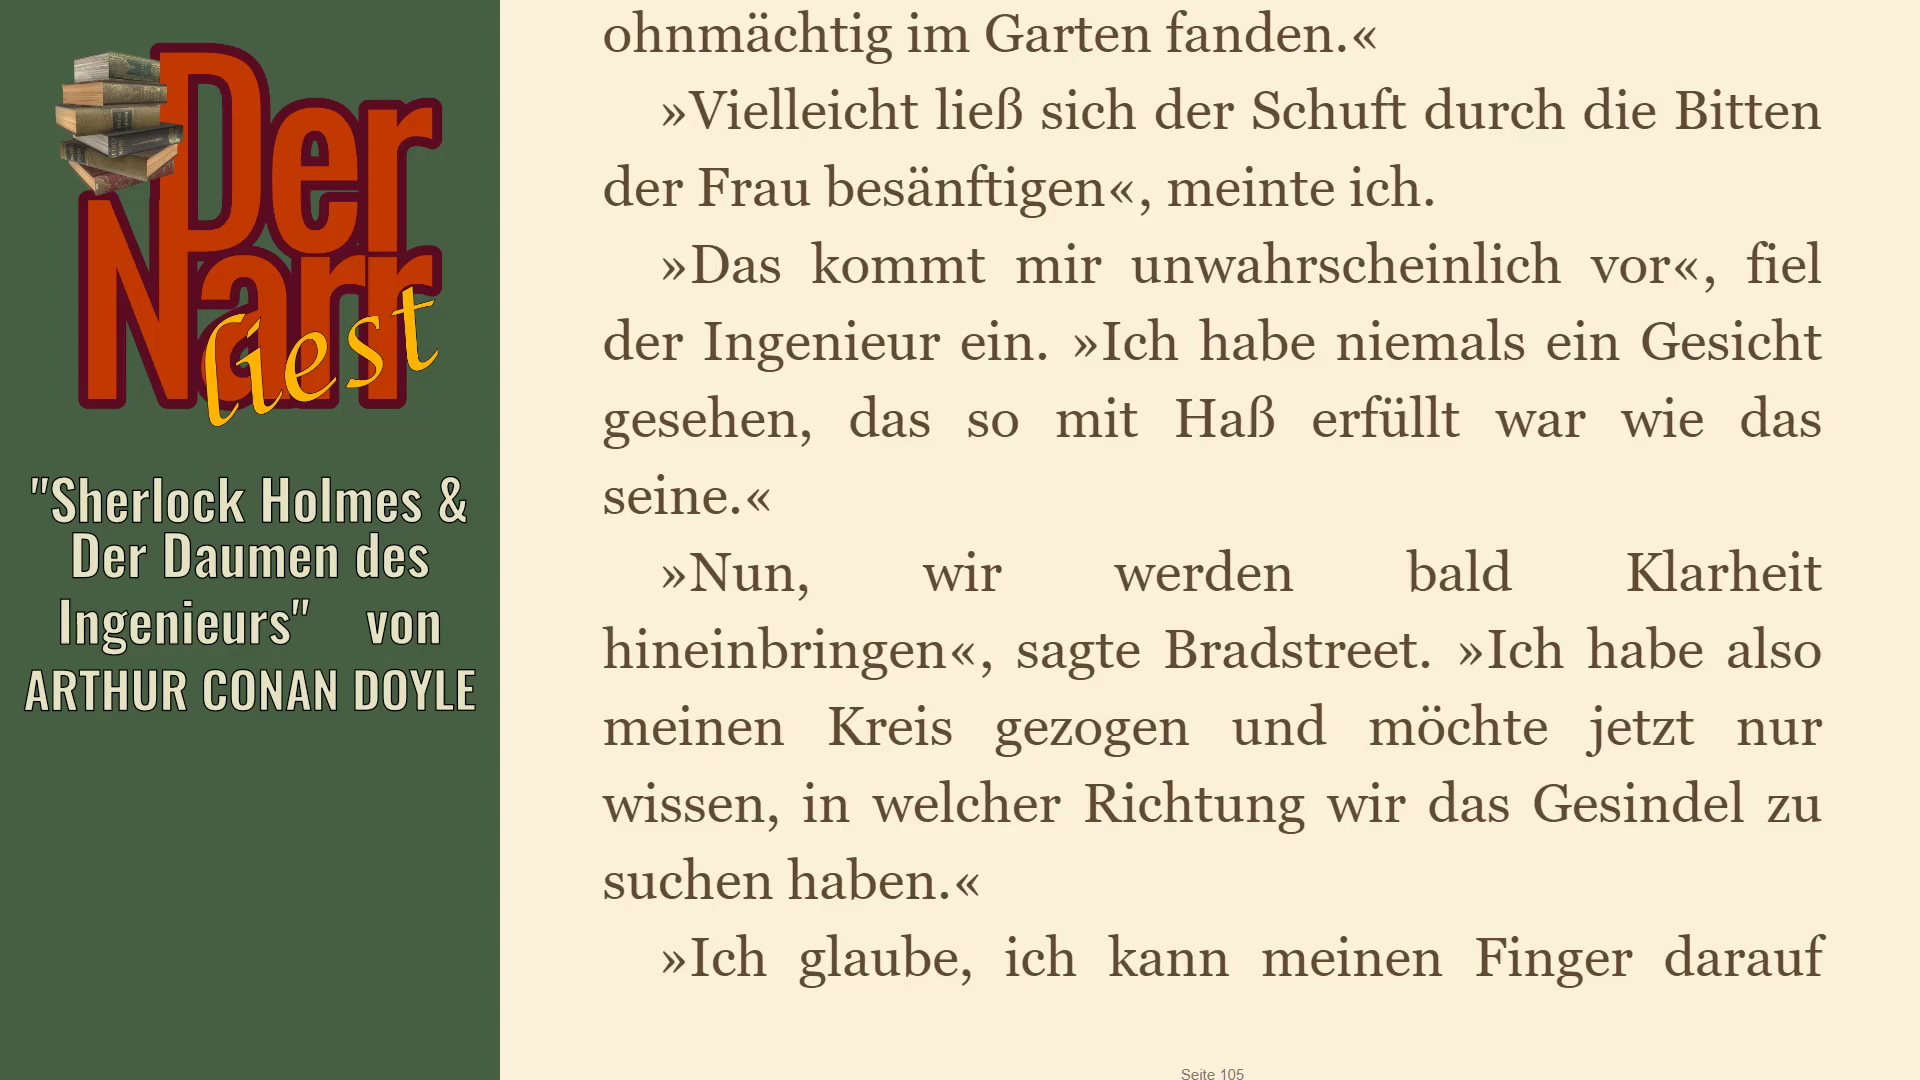 Der
Narr
liest
"Sherlock Holmes &
Der Daumen des
Ingenieurs" von
ARTHUR CONAN DOYLE
ohnmächtig im Garten fanden.«
»Vielleicht ließ sich der Schuft durch die Bitten
der Frau besänftigen«, meinte ich.
»Das kommt mir unwahrscheinlich vor«, fiel
der Ingenieur ein. »Ich habe niemals ein Gesicht
gesehen, das so mit Haß erfüllt war wie das
seine.«
»Nun, wir werden bald Klarheit
hineinbringen«, sagte Bradstreet. »Ich habe also
meinen Kreis gezogen und möchte jetzt nur
wissen, in welcher Richtung wir das Gesindel zu
suchen haben.«
»Ich glaube, ich kann meinen Finger darauf
Seite 105